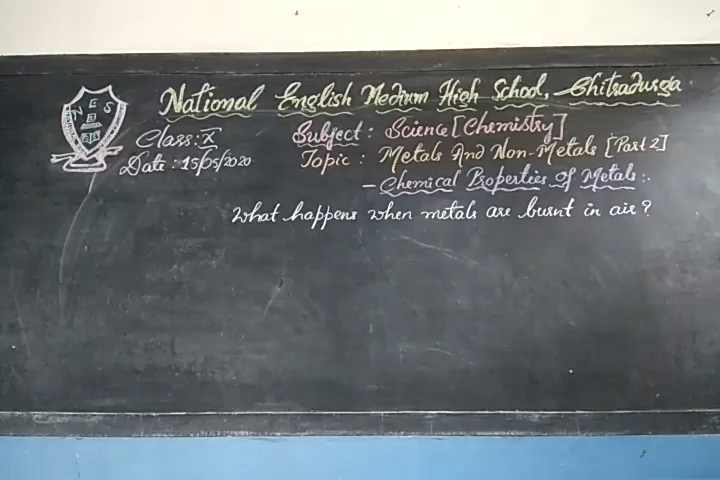 NES
National English Medium High School, Chitradurga
Class: X
Subject: Science [Chemistry]
Date: 15/05/2020
Topic: Metals And Non-Metals [Part 2]
- Chemical Properties of Metals:.
What happens when metals are burnt in air?